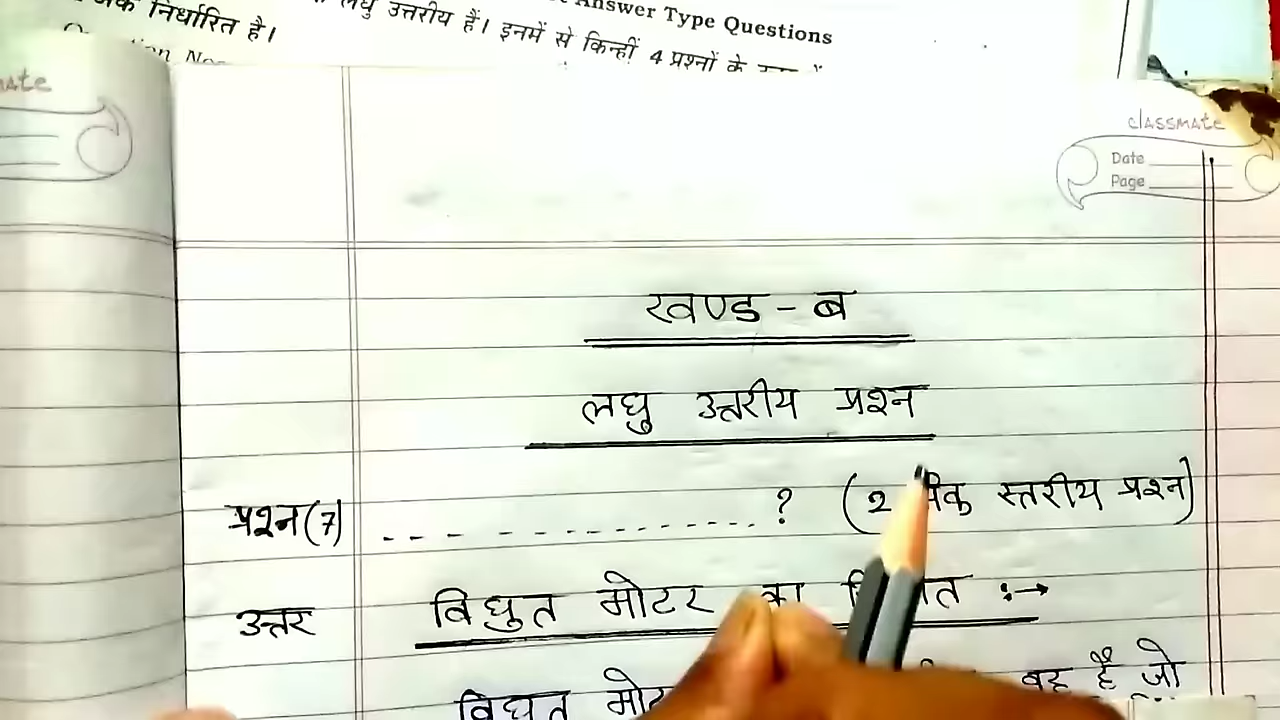 निर्धारित है।
लघु उत्तरीय हैं। इनमें से किन्हीं 4 प्रश्नों के
Answer Type Questions
classmate
Date
Page
खण्ड - ब
लघु उत्तरीय प्रश्न
प्रश्न(7) ------------? (2 अंक स्तरीय प्रश्न)
उत्तर विधुत मोटर का :→
विधुत वह है जो